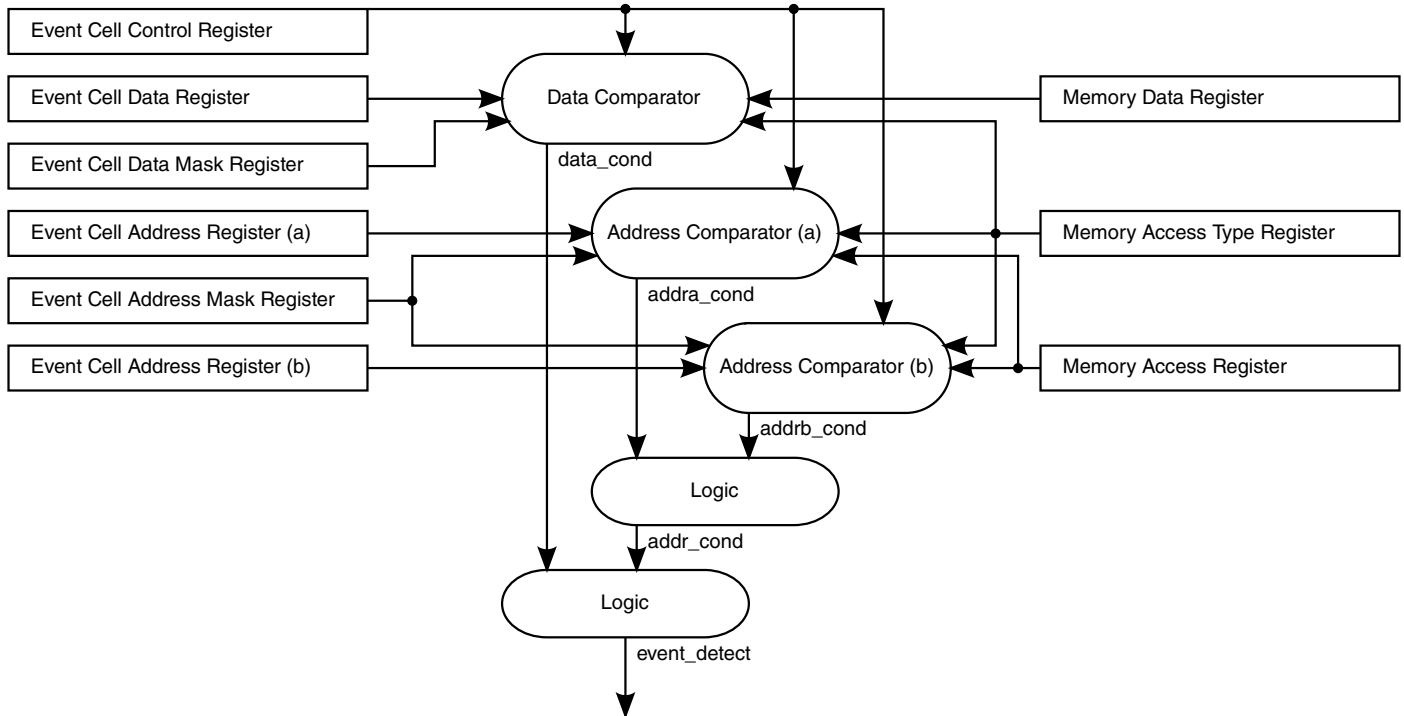 Event Cell Control Register
Event Cell Data Register
Data Comparator
Memory Data Register
Event Cell Data Mask Register
data_cond
Event Cell Address Register (a)
Address Comparator (a)
Memory Access Type Register
Event Cell Address Mask Register
addra_cond
Event Cell Address Register (b)
Address Comparator (b)
Memory Access Register
addrb_cond
Logic
addr_cond
Logic
event_detect